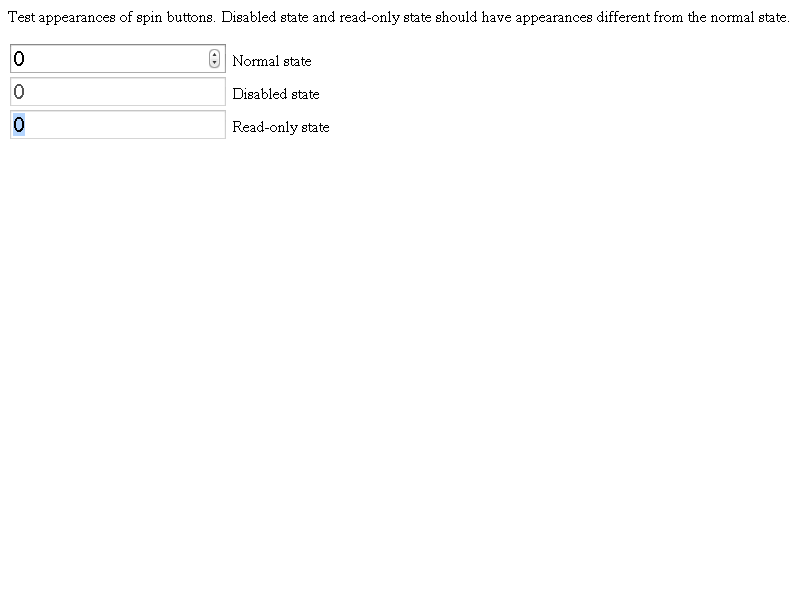 Test appearances of spin buttons. Disabled state and read-only state should have appearances different from the normal state.
0 Normal state
0 Disabled state
0 Read-only state